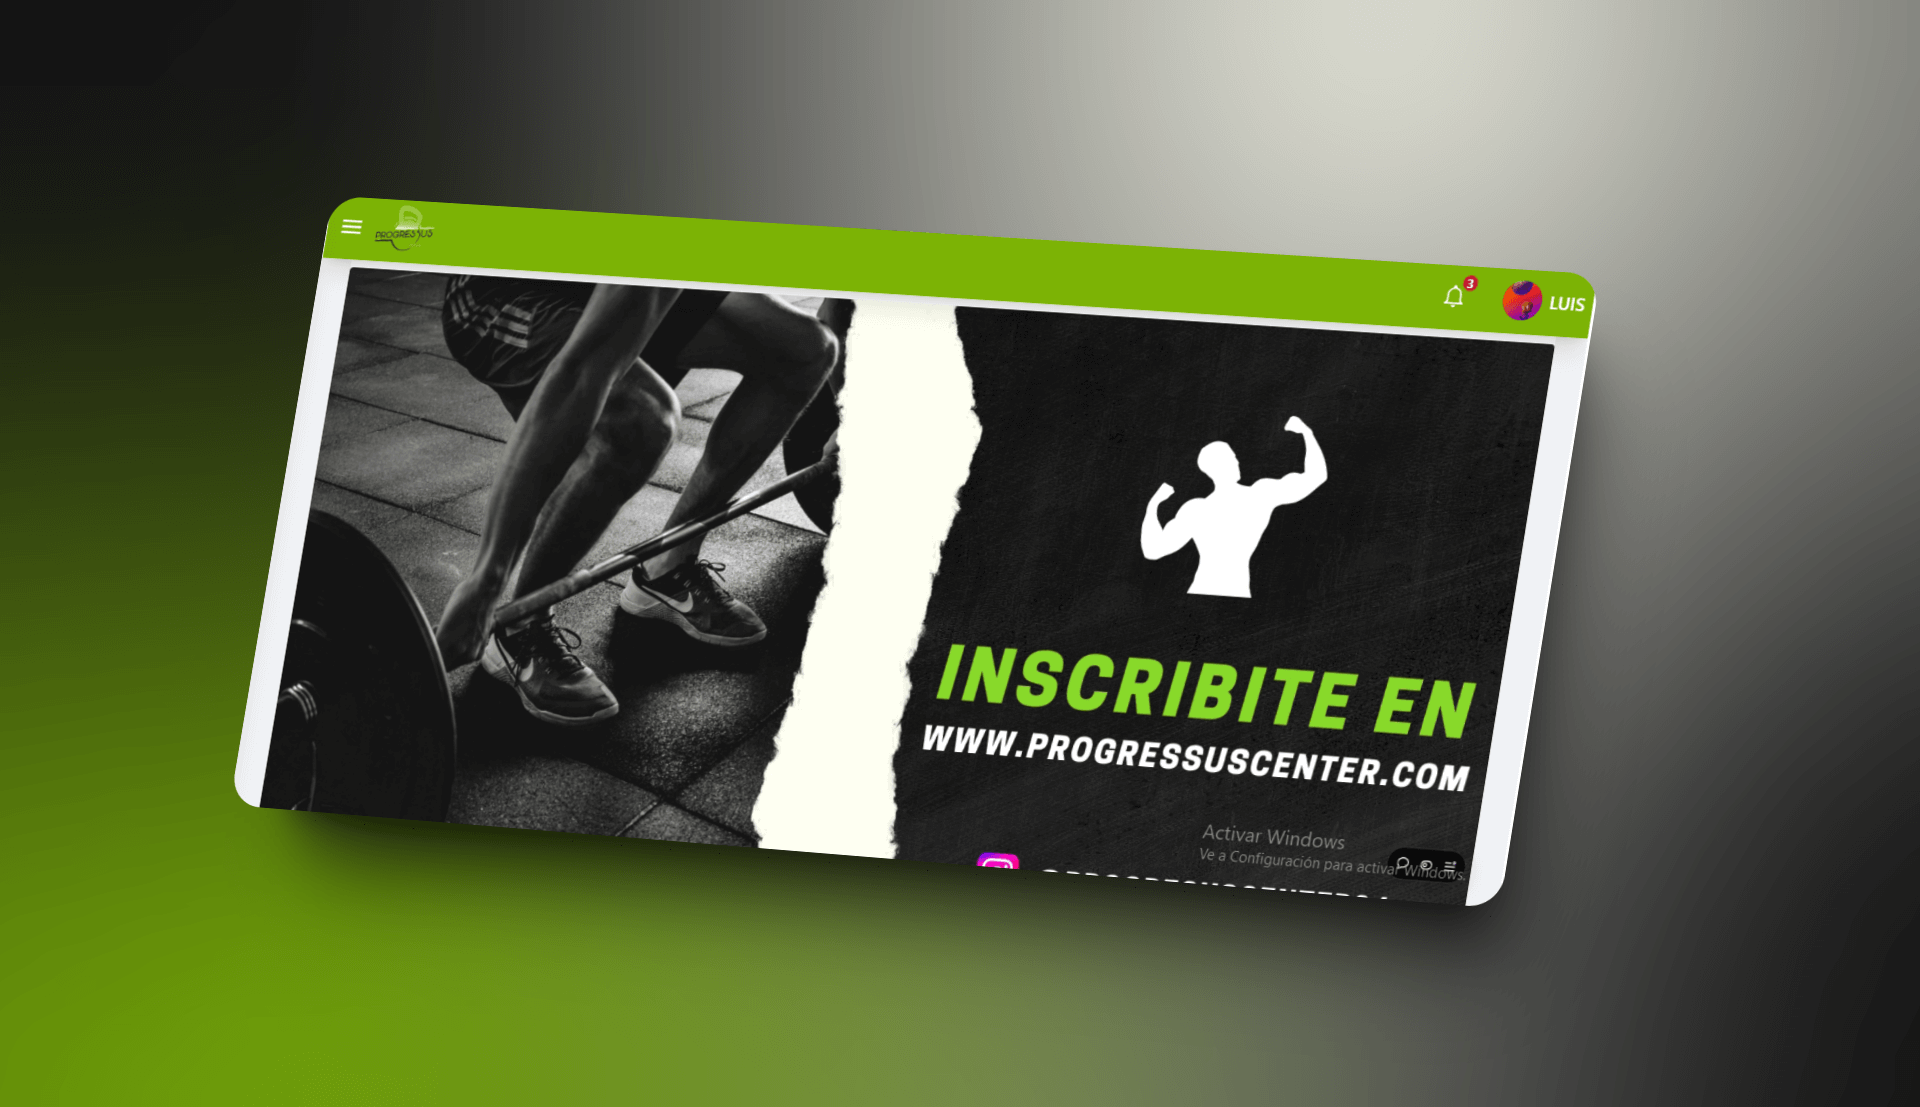 PROGRESSUS
3
LUIS
INSCRIBITE EN
WWW.PROGRESSUSCENTER.COM
Activar Windows
Ve a Configuración para activar Windows.